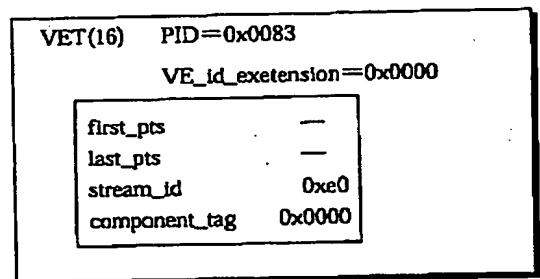 VET(16) PID=0x0083
VE_id_exetension=0x0000
first_pts —
last_pts —
stream_id 0xe0
component_tag 0x0000